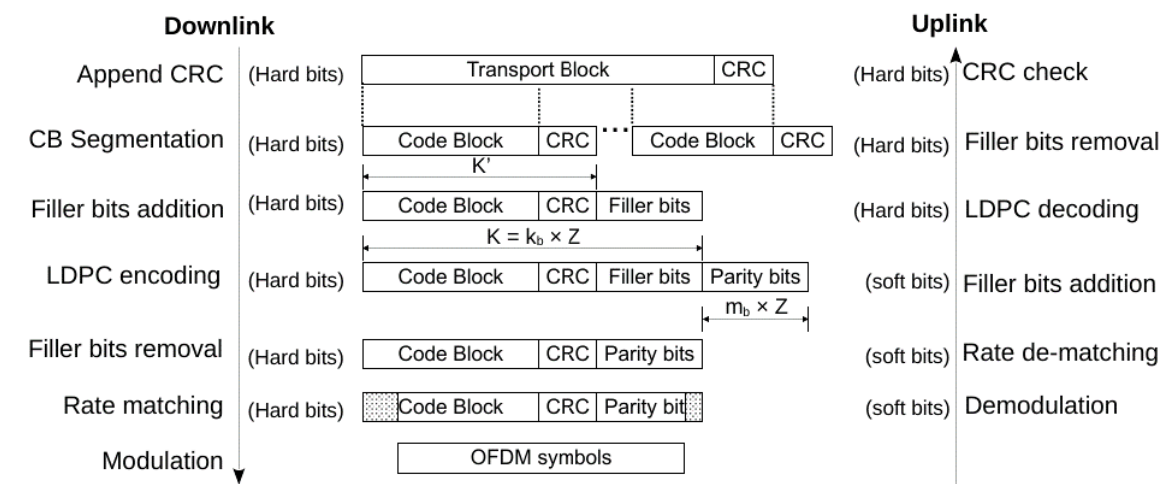 Downlink Uplink
Append CRC (Hard bits) Transport Block CRC (Hard bits) CRC check
CB Segmentation (Hard bits) Code Block CRC ... Code Block CRC (Hard bits) Filler bits removal
K'
Filler bits addition (Hard bits) Code Block CRC Filler bits (Hard bits) LDPC decoding
K = k_b × Z
LDPC encoding (Hard bits) Code Block CRC Filler bits Parity bits (soft bits) Filler bits addition
m_b × Z
Filler bits removal (Hard bits) Code Block CRC Parity bits (soft bits) Rate de-matching
Rate matching (Hard bits) Code Block CRC Parity bit (soft bits) Demodulation
Modulation OFDM symbols